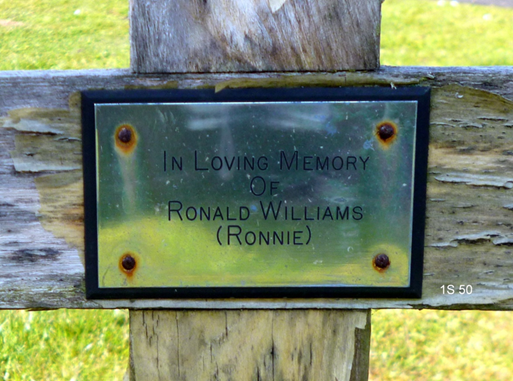 In Loving Memory
Of
Ronald Williams
(Ronnie)
1S 50